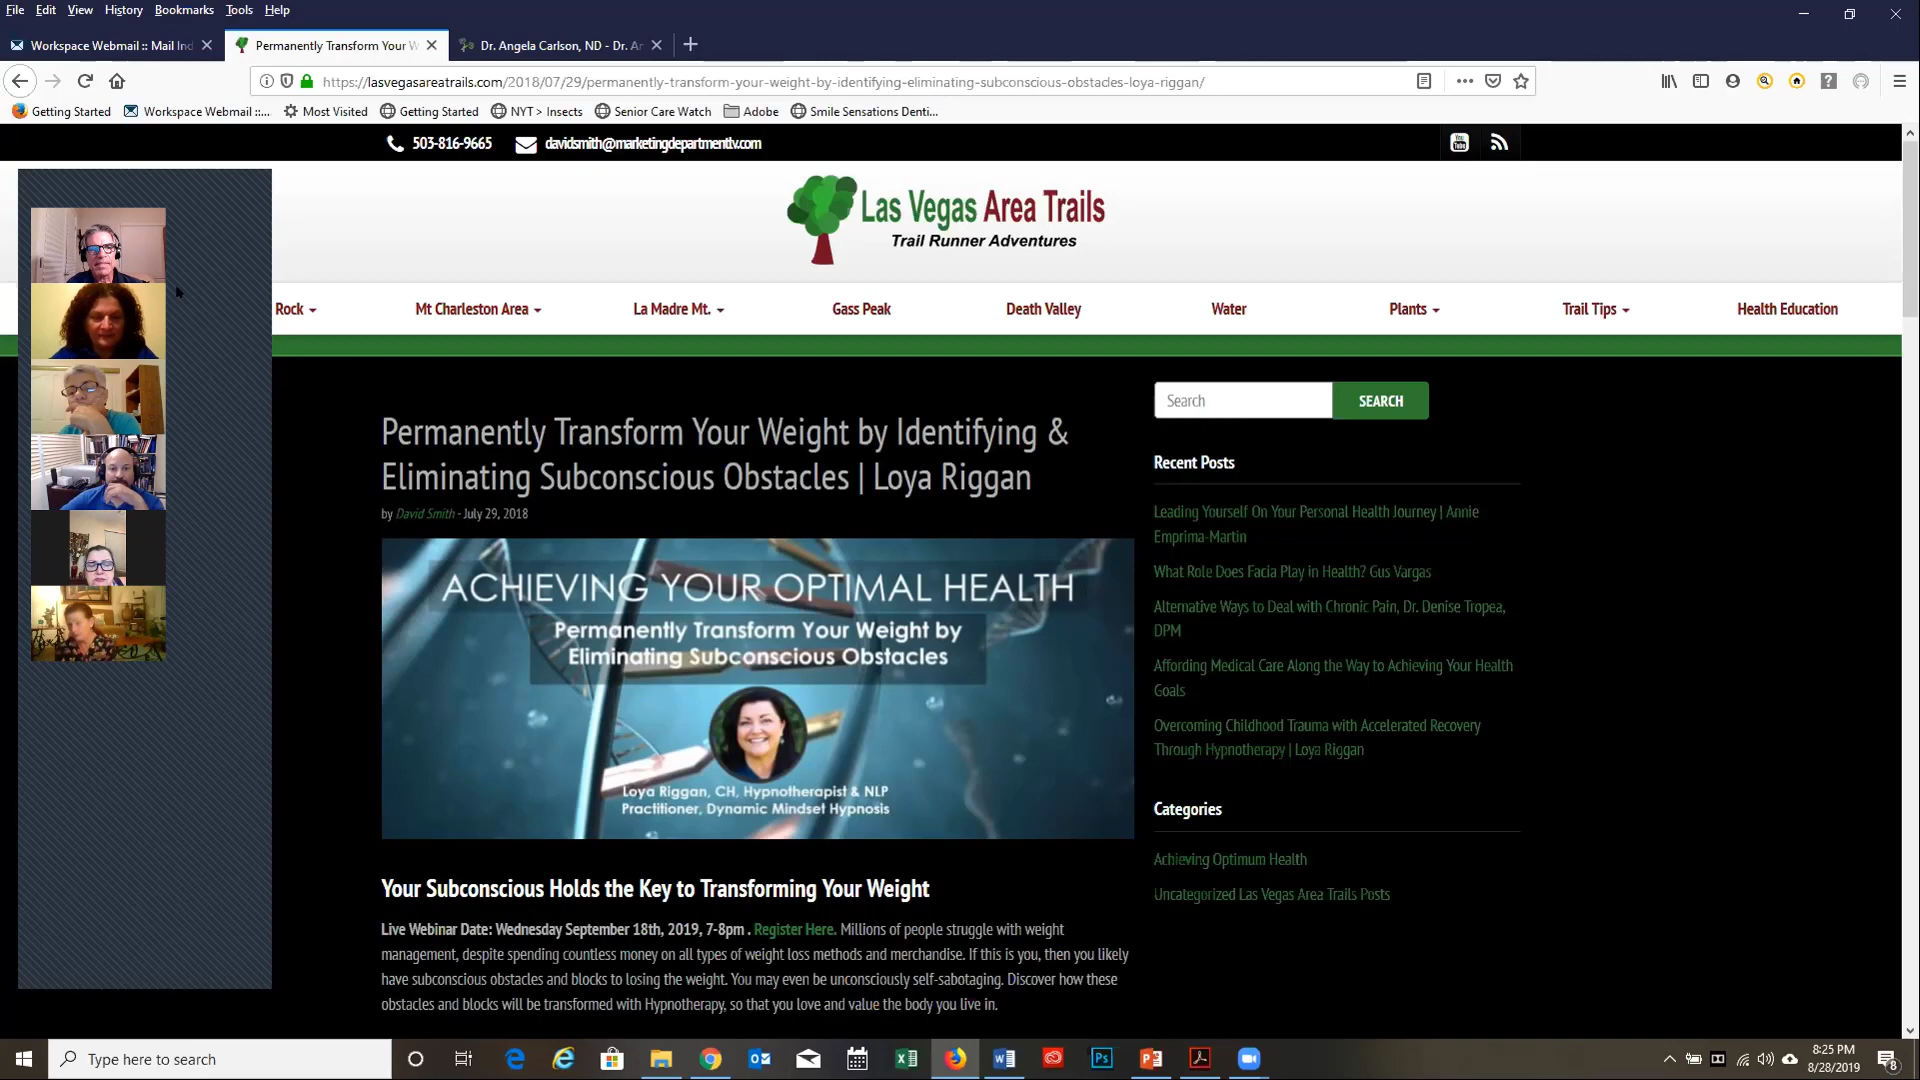 File Edit View History Bookmarks Tools Help
Workspace Webmail :: Mail Ind
Permanently Transform Your W
Dr. Angela Carlson, ND - Dr. Ar
https://lasvegasareatrails.com/2018/07/29/permanently-transform-your-weight-by-identifying-eliminating-subconscious-obstacles-loya-riggan/
Getting Started Workspace Webmail ::... Most Visited Getting Started NYT > Insects Senior Care Watch Adobe Smile Sensations Denti...
503-816-9665 davidsmith@marketingdepartmentlv.com
You Tube
Las Vegas Area Trails
Trail Runner Adventures
Rock Mt Charleston Area La Madre Mt. Gass Peak Death Valley Water Plants Trail Tips Health Education
Permanently Transform Your Weight by Identifying &
Eliminating Subconscious Obstacles | Loya Riggan
by David Smith - July 29, 2018
ACHIEVING YOUR OPTIMAL HEALTH
Permanently Transform Your Weight by
Eliminating Subconscious Obstacles
Loya Riggan, CH, Hypnotherapist & NLP
Practitioner, Dynamic Mindset Hypnosis
Your Subconscious Holds the Key to Transforming Your Weight
Live Webinar Date: Wednesday September 18th, 2019, 7-8pm . Register Here. Millions of people struggle with weight
management, despite spending countless money on all types of weight loss methods and merchandise. If this is you, then you likely
have subconscious obstacles and blocks to losing the weight. You may even be unconsciously self-sabotaging. Discover how these
obstacles and blocks will be transformed with Hypnotherapy, so that you love and value the body you live in.
Search SEARCH
Recent Posts
Leading Yourself On Your Personal Health Journey | Annie
Emprima-Martin
What Role Does Facia Play in Health? Gus Vargas
Alternative Ways to Deal with Chronic Pain, Dr. Denise Tropea,
DPM
Affording Medical Care Along the Way to Achieving Your Health
Goals
Overcoming Childhood Trauma with Accelerated Recovery
Through Hypnotherapy | Loya Riggan
Categories
Achieving Optimum Health
Uncategorized Las Vegas Area Trails Posts
Type here to search
Ps
8:25 PM
8/28/2019
8